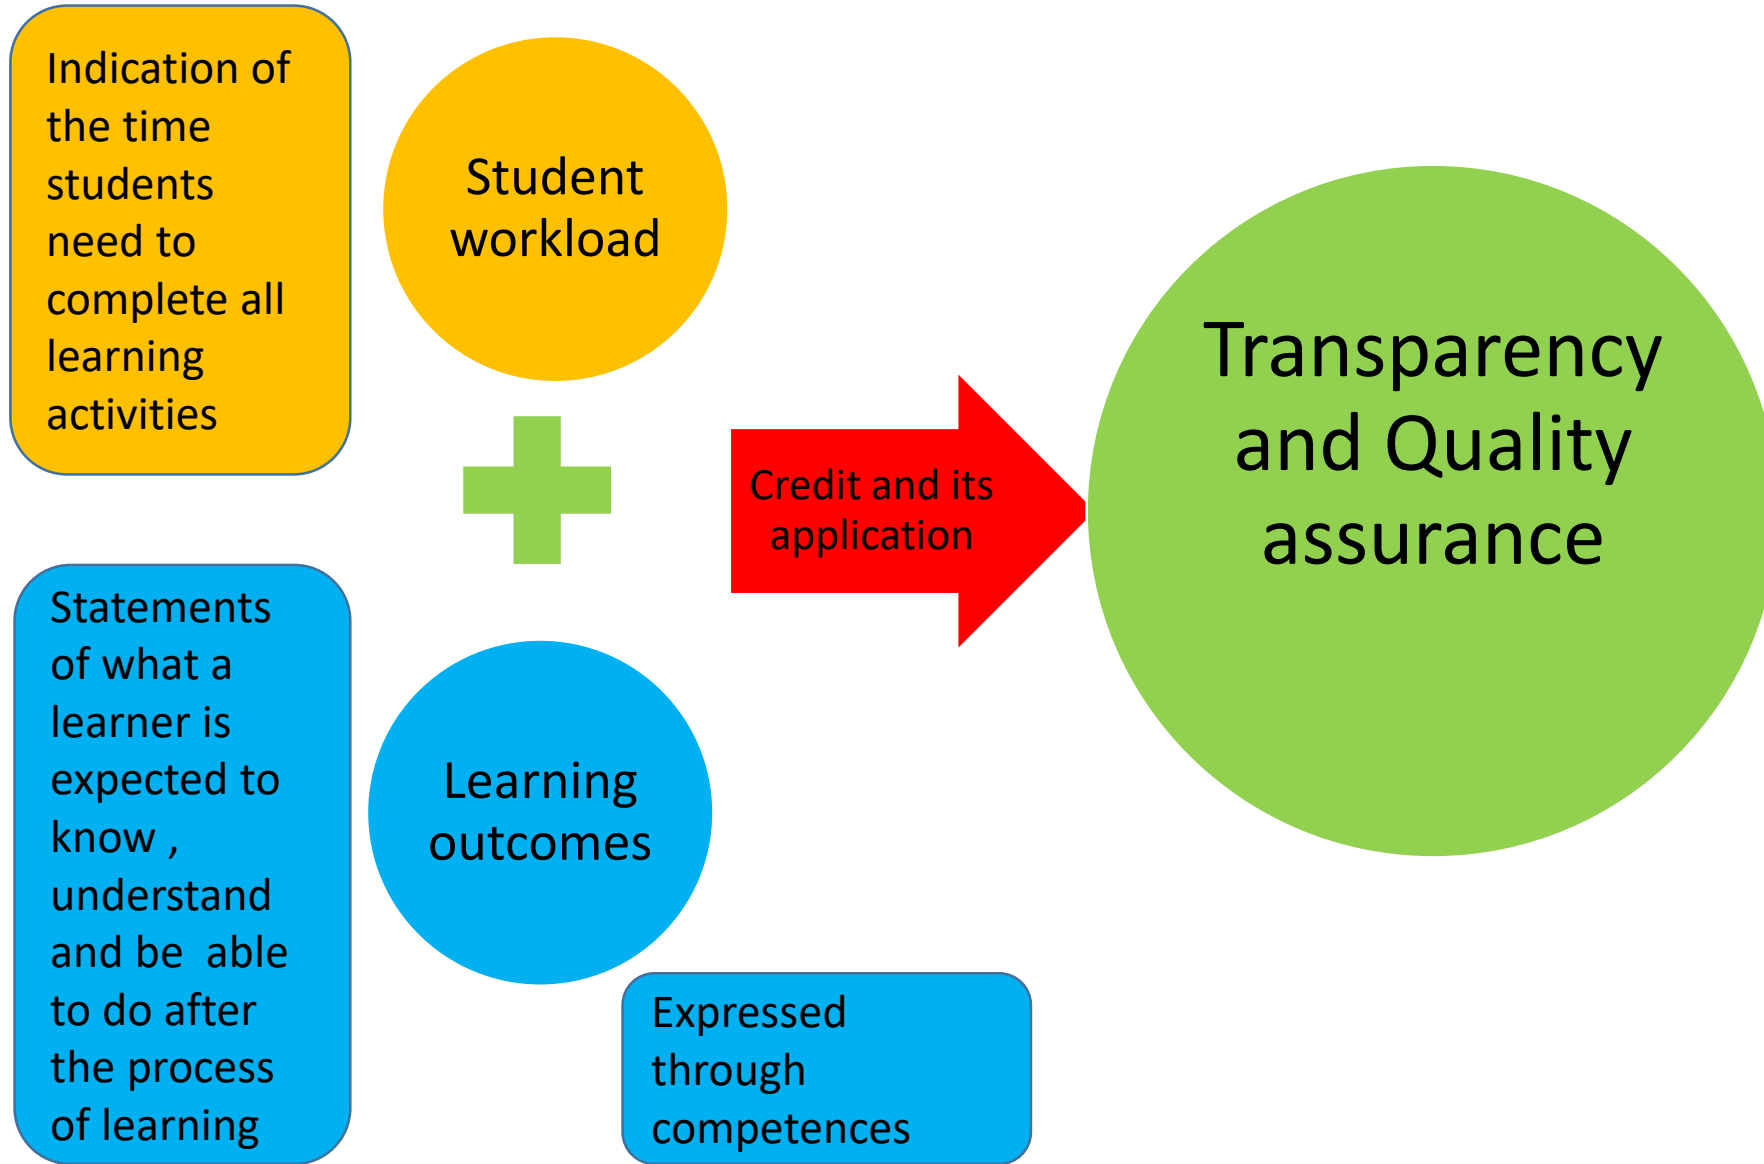 Indication of
the time
students
need to
complete all
learning
activities
Student
workload
Credit and its
application
Transparency
and Quality
assurance
Statements
of what a
learner is
expected to
know ,
understand
and be  able
to do after
the process
of learning
Learning
outcomes
Expressed
through
competences